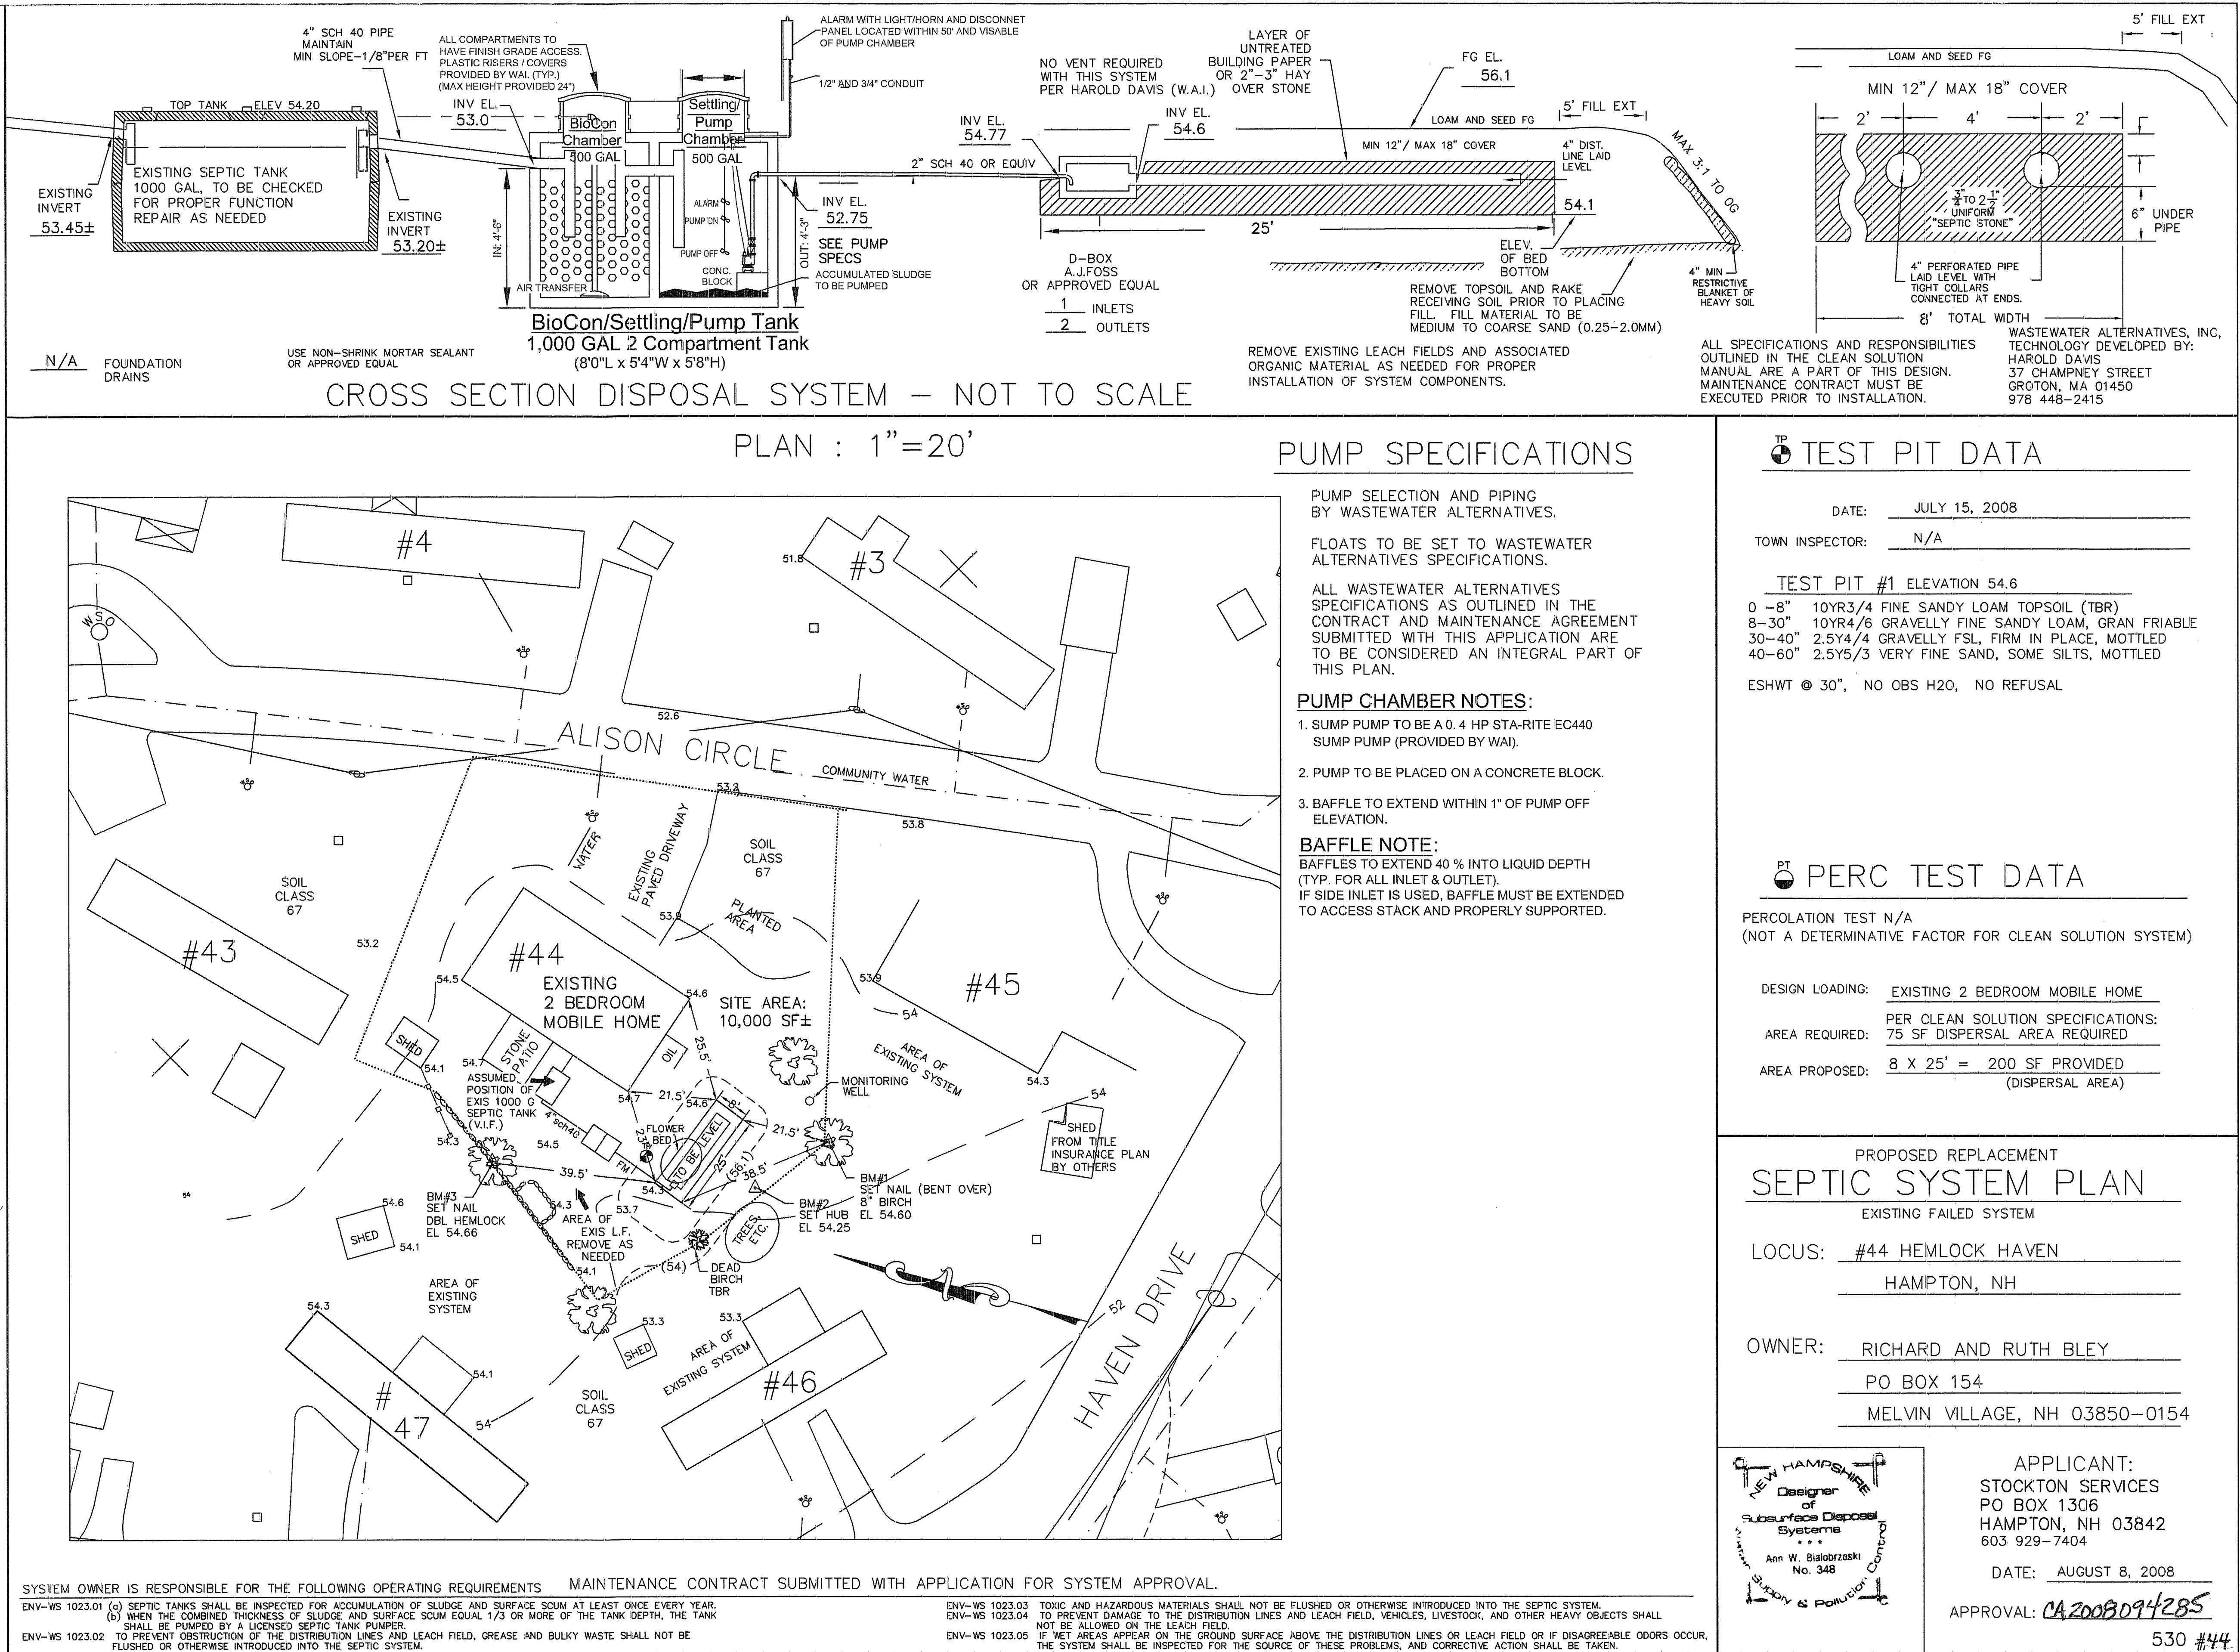 4" SCH 40 PIPE
MAINTAIN
MIN SLOPE-1/8"PER FT
ALL COMPARTMENTS TO
HAVE FINISH GRADE ACCESS.
PLASTIC RISERS / COVERS
PROVIDED BY WAI. (TYP.)
(MAX HEIGHT PROVIDED 24")
ALARM WITH LIGHT/HORN AND DISCONNET
PANEL LOCATED WITHIN 50' AND VISABLE
OF PUMP CHAMBER
1/2" AND 3/4" CONDUIT
TOP TANK ELEV 54.20
INV EL.
53.0
BioCon
Chamber
500 GAL
Settling/
Pump
Chamber
500 GAL
EXISTING SEPTIC TANK
1000 GAL, TO BE CHECKED
FOR PROPER FUNCTION
REPAIR AS NEEDED
EXISTING
INVERT
53.45±
EXISTING
INVERT
53.20±
IN: 4'-6"
OUT: 4'-3"
ALARM
PUMP ON
PUMP OFF
CONC.
BLOCK
AIR TRANSFER
INV EL.
52.75
SEE PUMP
SPECS
ACCUMULATED SLUDGE
TO BE PUMPED
2" SCH 40 OR EQUIV
BioCon/Settling/Pump Tank
1,000 GAL 2 Compartment Tank
(8'0"L x 5'4"W x 5'8"H)
N/A FOUNDATION
DRAINS
USE NON-SHRINK MORTAR SEALANT
OR APPROVED EQUAL
CROSS SECTION DISPOSAL SYSTEM - NOT TO SCALE
NO VENT REQUIRED
WITH THIS SYSTEM
PER HAROLD DAVIS (W.A.I.)
LAYER OF
UNTREATED
BUILDING PAPER
OR 2"-3" HAY
OVER STONE
FG EL.
56.1
INV EL.
54.77
INV EL.
54.6
LOAM AND SEED FG
5' FILL EXT
MIN 12"/ MAX 18" COVER
4" DIST.
LINE LAID
LEVEL
MAX 3:1 TO OG
54.1
25'
ELEV.
OF BED
BOTTOM
D-BOX
A.J.FOSS
OR APPROVED EQUAL
1 INLETS
2 OUTLETS
REMOVE TOPSOIL AND RAKE
RECEIVING SOIL PRIOR TO PLACING
FILL. FILL MATERIAL TO BE
MEDIUM TO COARSE SAND (0.25-2.0MM)
4" MIN
RESTRICTIVE
BLANKET OF
HEAVY SOIL
REMOVE EXISTING LEACH FIELDS AND ASSOCIATED
ORGANIC MATERIAL AS NEEDED FOR PROPER
INSTALLATION OF SYSTEM COMPONENTS.
5' FILL EXT
LOAM AND SEED FG
MIN 12"/ MAX 18" COVER
2' 4' 2'
3/4" TO 2 1/2"
UNIFORM
"SEPTIC STONE"
6" UNDER
PIPE
4" PERFORATED PIPE
LAID LEVEL WITH
TIGHT COLLARS
CONNECTED AT ENDS.
8' TOTAL WIDTH
ALL SPECIFICATIONS AND RESPONSIBILITIES
OUTLINED IN THE CLEAN SOLUTION
MANUAL ARE A PART OF THIS DESIGN.
MAINTENANCE CONTRACT MUST BE
EXECUTED PRIOR TO INSTALLATION.
WASTEWATER ALTERNATIVES, INC,
TECHNOLOGY DEVELOPED BY:
HAROLD DAVIS
37 CHAMPNEY STREET
GROTON, MA 01450
978 448-2415
PLAN : 1"=20'
#4
#3
51.8
WSO
52.6
ALISON CIRCLE
COMMUNITY WATER
53.2
53.8
WATER
EXISTING
PAVED DRIVEWAY
SOIL
CLASS
67
SOIL
CLASS
67
53.9
PLANTED
AREA
#43
53.2
#44
EXISTING
2 BEDROOM
MOBILE HOME
54.5
54.6
SITE AREA:
10,000 SF±
53.9
#45
54
AREA OF
EXISTING SYSTEM
SHED
54.1
54.7
STONE
PATIO
OIL
25.5'
ASSUMED
POSITION OF
EXIS 1000 G
SEPTIC TANK
(V.I.F.)
4"sch40
54.7
21.5'
54.6
8'
MONITORING
WELL
54.3
54
SHED
FROM TITLE
INSURANCE PLAN
BY OTHERS
54.3
54.5
FLOWER
BED
23'
TO BE LEVEL
25'
21.5'
(56.1)
38.5'
39.5'
FM
54.3
BM#1
SET NAIL (BENT OVER)
8" BIRCH
EL 54.60
BM#2
SET HUB
EL 54.25
BM#3
SET NAIL
DBL HEMLOCK
EL 54.66
54.3
53.7
AREA OF
EXIS L.F.
REMOVE AS
NEEDED
TREES,
ETC.
54
54.6
SHED
54.1
54.1
(54)
DEAD
BIRCH
TBR
AREA OF
EXISTING
SYSTEM
54.3
53.3
SHED
53.3
AREA OF
EXISTING SYSTEM
#46
52
HAVEN DRIVE
54.1
#
47
54
SOIL
CLASS
67
PUMP SPECIFICATIONS
PUMP SELECTION AND PIPING
BY WASTEWATER ALTERNATIVES.
FLOATS TO BE SET TO WASTEWATER
ALTERNATIVES SPECIFICATIONS.
ALL WASTEWATER ALTERNATIVES
SPECIFICATIONS AS OUTLINED IN THE
CONTRACT AND MAINTENANCE AGREEMENT
SUBMITTED WITH THIS APPLICATION ARE
TO BE CONSIDERED AN INTEGRAL PART OF
THIS PLAN.
PUMP CHAMBER NOTES:
1. SUMP PUMP TO BE A 0. 4 HP STA-RITE EC440
SUMP PUMP (PROVIDED BY WAI).
2. PUMP TO BE PLACED ON A CONCRETE BLOCK.
3. BAFFLE TO EXTEND WITHIN 1" OF PUMP OFF
ELEVATION.
BAFFLE NOTE:
BAFFLES TO EXTEND 40 % INTO LIQUID DEPTH
(TYP. FOR ALL INLET & OUTLET).
IF SIDE INLET IS USED, BAFFLE MUST BE EXTENDED
TO ACCESS STACK AND PROPERLY SUPPORTED.
TP TEST PIT DATA
DATE: JULY 15, 2008
TOWN INSPECTOR: N/A
TEST PIT #1 ELEVATION 54.6
0 -8" 10YR3/4 FINE SANDY LOAM TOPSOIL (TBR)
8-30" 10YR4/6 GRAVELLY FINE SANDY LOAM, GRAN FRIABLE
30-40" 2.5Y4/4 GRAVELLY FSL, FIRM IN PLACE, MOTTLED
40-60" 2.5Y5/3 VERY FINE SAND, SOME SILTS, MOTTLED
ESHWT @ 30", NO OBS H2O, NO REFUSAL
PT PERC TEST DATA
PERCOLATION TEST N/A
(NOT A DETERMINATIVE FACTOR FOR CLEAN SOLUTION SYSTEM)
DESIGN LOADING: EXISTING 2 BEDROOM MOBILE HOME
PER CLEAN SOLUTION SPECIFICATIONS:
AREA REQUIRED: 75 SF DISPERSAL AREA REQUIRED
AREA PROPOSED: 8 X 25' = 200 SF PROVIDED
(DISPERSAL AREA)
PROPOSED REPLACEMENT
SEPTIC SYSTEM PLAN
EXISTING FAILED SYSTEM
LOCUS: #44 HEMLOCK HAVEN
HAMPTON, NH
OWNER: RICHARD AND RUTH BLEY
PO BOX 154
MELVIN VILLAGE, NH 03850-0154
NEW HAMPSHIRE
Designer
of
Subsurface Disposal
Systems
* * *
Ann W. Bialobrzeski
No. 348
Supply & Pollution Control
APPLICANT:
STOCKTON SERVICES
PO BOX 1306
HAMPTON, NH 03842
603 929-7404
DATE: AUGUST 8, 2008
APPROVAL: CA2008094285
530 #44
SYSTEM OWNER IS RESPONSIBLE FOR THE FOLLOWING OPERATING REQUIREMENTS MAINTENANCE CONTRACT SUBMITTED WITH APPLICATION FOR SYSTEM APPROVAL.
ENV-WS 1023.01 (a) SEPTIC TANKS SHALL BE INSPECTED FOR ACCUMULATION OF SLUDGE AND SURFACE SCUM AT LEAST ONCE EVERY YEAR.
(b) WHEN THE COMBINED THICKNESS OF SLUDGE AND SURFACE SCUM EQUAL 1/3 OR MORE OF THE TANK DEPTH, THE TANK
SHALL BE PUMPED BY A LICENSED SEPTIC TANK PUMPER.
ENV-WS 1023.02 TO PREVENT OBSTRUCTION OF THE DISTRIBUTION LINES AND LEACH FIELD, GREASE AND BULKY WASTE SHALL NOT BE
FLUSHED OR OTHERWISE INTRODUCED INTO THE SEPTIC SYSTEM.
ENV-WS 1023.03 TOXIC AND HAZARDOUS MATERIALS SHALL NOT BE FLUSHED OR OTHERWISE INTRODUCED INTO THE SEPTIC SYSTEM.
ENV-WS 1023.04 TO PREVENT DAMAGE TO THE DISTRIBUTION LINES AND LEACH FIELD, VEHICLES, LIVESTOCK, AND OTHER HEAVY OBJECTS SHALL
NOT BE ALLOWED ON THE LEACH FIELD.
ENV-WS 1023.05 IF WET AREAS APPEAR ON THE GROUND SURFACE ABOVE THE DISTRIBUTION LINES OR LEACH FIELD OR IF DISAGREEABLE ODORS OCCUR,
THE SYSTEM SHALL BE INSPECTED FOR THE SOURCE OF THESE PROBLEMS, AND CORRECTIVE ACTION SHALL BE TAKEN.